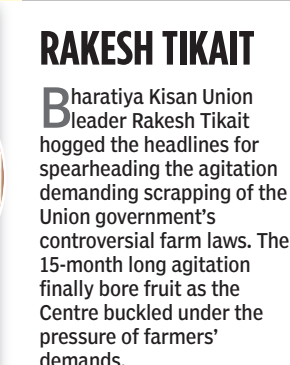 RAKESH TIKAIT
Bharatiya Kisan Union
leader Rakesh Tikait
hogged the headlines for
spearheading the agitation
demanding scrapping of the
Union government's
controversial farm laws. The
15-month long agitation
finally bore fruit as the
Centre buckled under the
pressure of farmers'
demands.